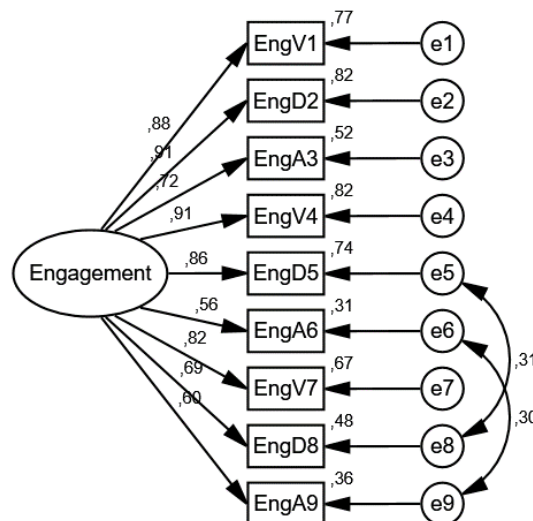 ,77
EngV1
e1
,82
EngD2
e2
,88
,91
,52
EngA3
e3
,72
,82
,91
EngV4
e4
,74
Engagement
,86
EngD5
e5
,56
,31
EngA6
e6
,82
,67
,31
,69
EngV7
e7
,60
,48
,30
EngD8
e8
,36
EngA9
e9